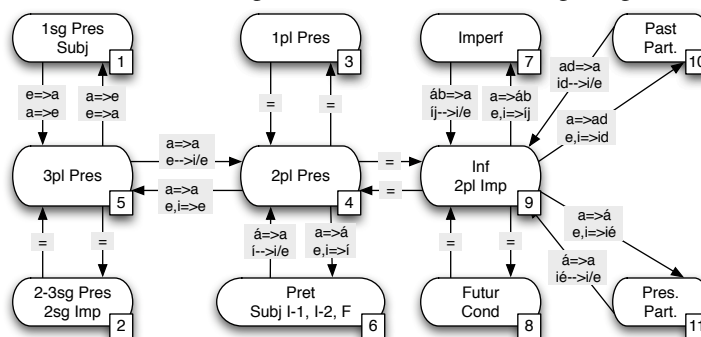 1sg Pres
Subj
1
1pl Pres
3
Imperf
7
Past
Part.
10
e=>a
a=>e
a=>e
e=>a
=
=
áb=>a
íj-->i/e
a=>áb
e,i=>íj
ad=>a
id-->i/e
a=>ad
e,i=>id
3pl Pres
5
a=>a
e-->i/e
a=>a
e,i=>e
2pl Pres
4
=
=
Inf
2pl Imp
9
=
=
á=>a
í-->i/e
a=>á
e,i=>í
=
=
a=>á
e,i=>ié
á=>a
ié-->i/e
2-3sg Pres
2sg Imp
2
Pret
Subj I-1, I-2, F
6
Futur
Cond
8
Pres.
Part.
11